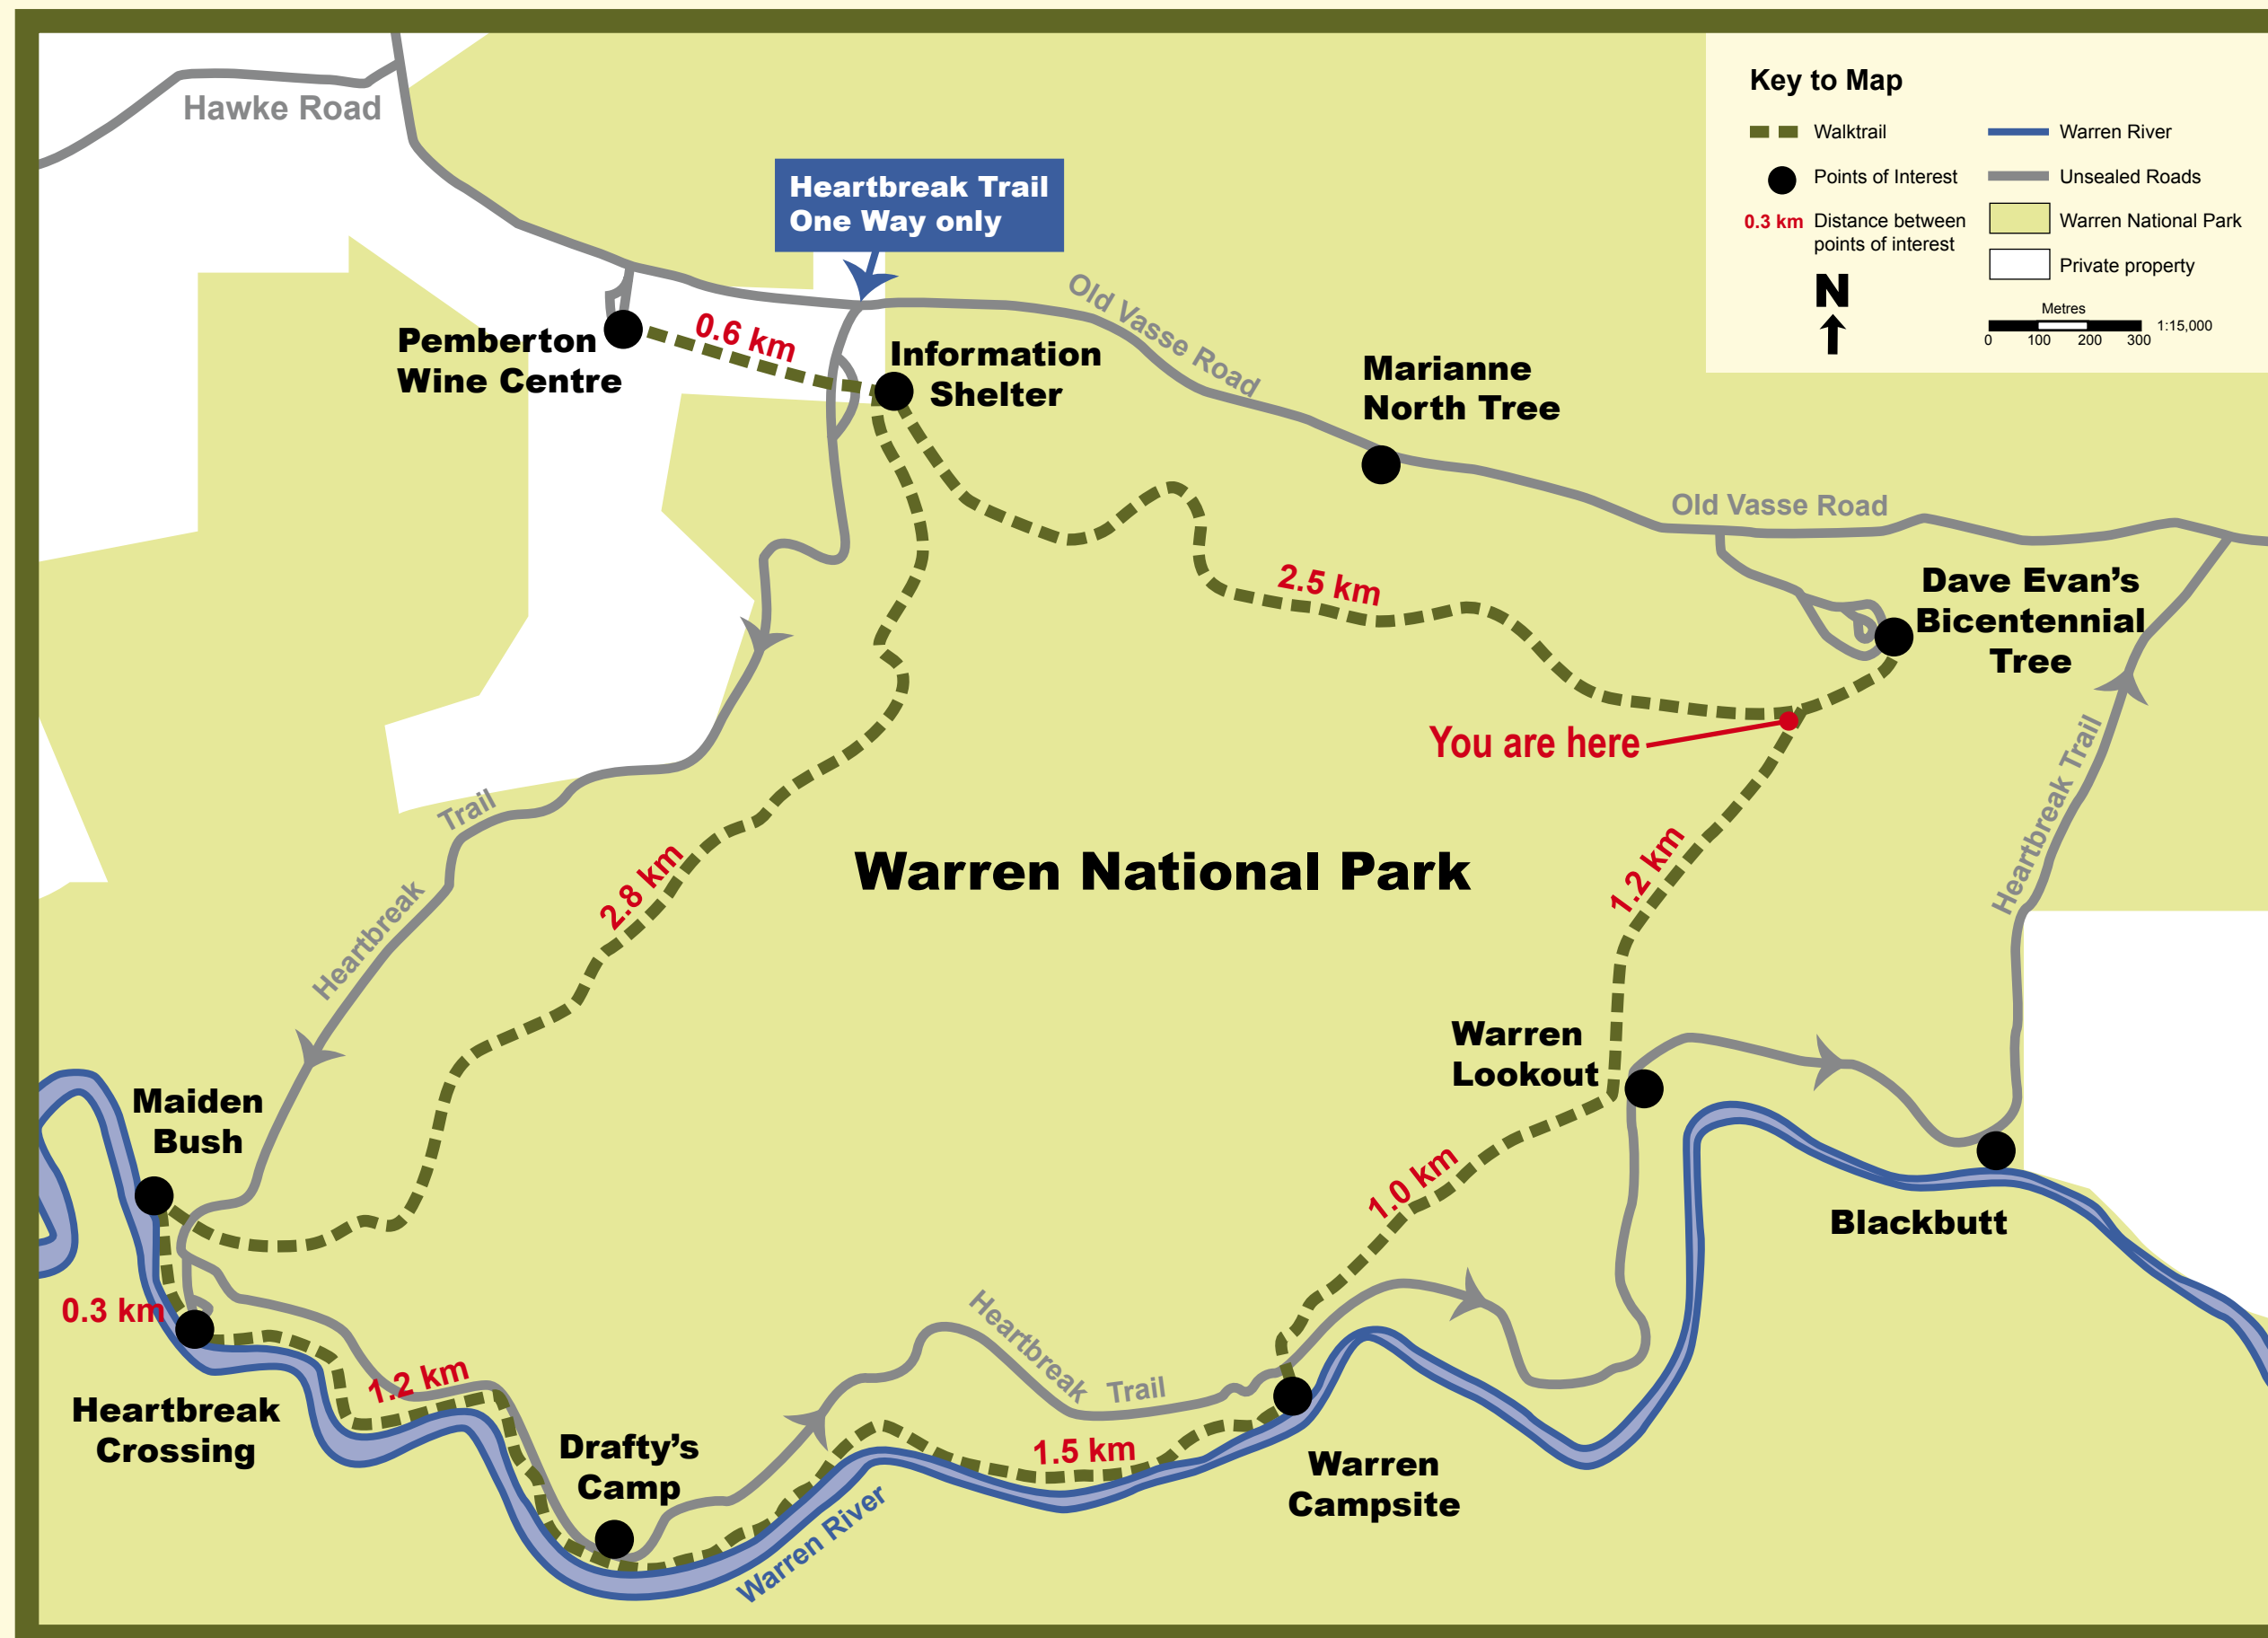 Hawke Road
Heartbreak Trail
One Way only
Key to Map
Walktrail
Points of Interest
0.3 km
Distance between
points of interest
N
Warren River
Unsealed Roads
Warren National Park
Private property
Metres
0 100 200 300
1:15,000
Pemberton
Wine Centre
0.6 km
Information
Shelter
Old Vasse Road
Marianne
North Tree
Old Vasse Road
2.5 km
Dave Evan’s
Bicentennial
Tree
You are here
Heartbreak Trail
Trail
Heartbreak
2.8 km
Warren National Park
1.2 km
Warren
Lookout
Maiden
Bush
1.0 km
Blackbutt
0.3 km
Heartbreak
Crossing
1.2 km
Drafty’s
Camp
Heartbreak
Trail
1.5 km
Warren River
Warren
Campsite